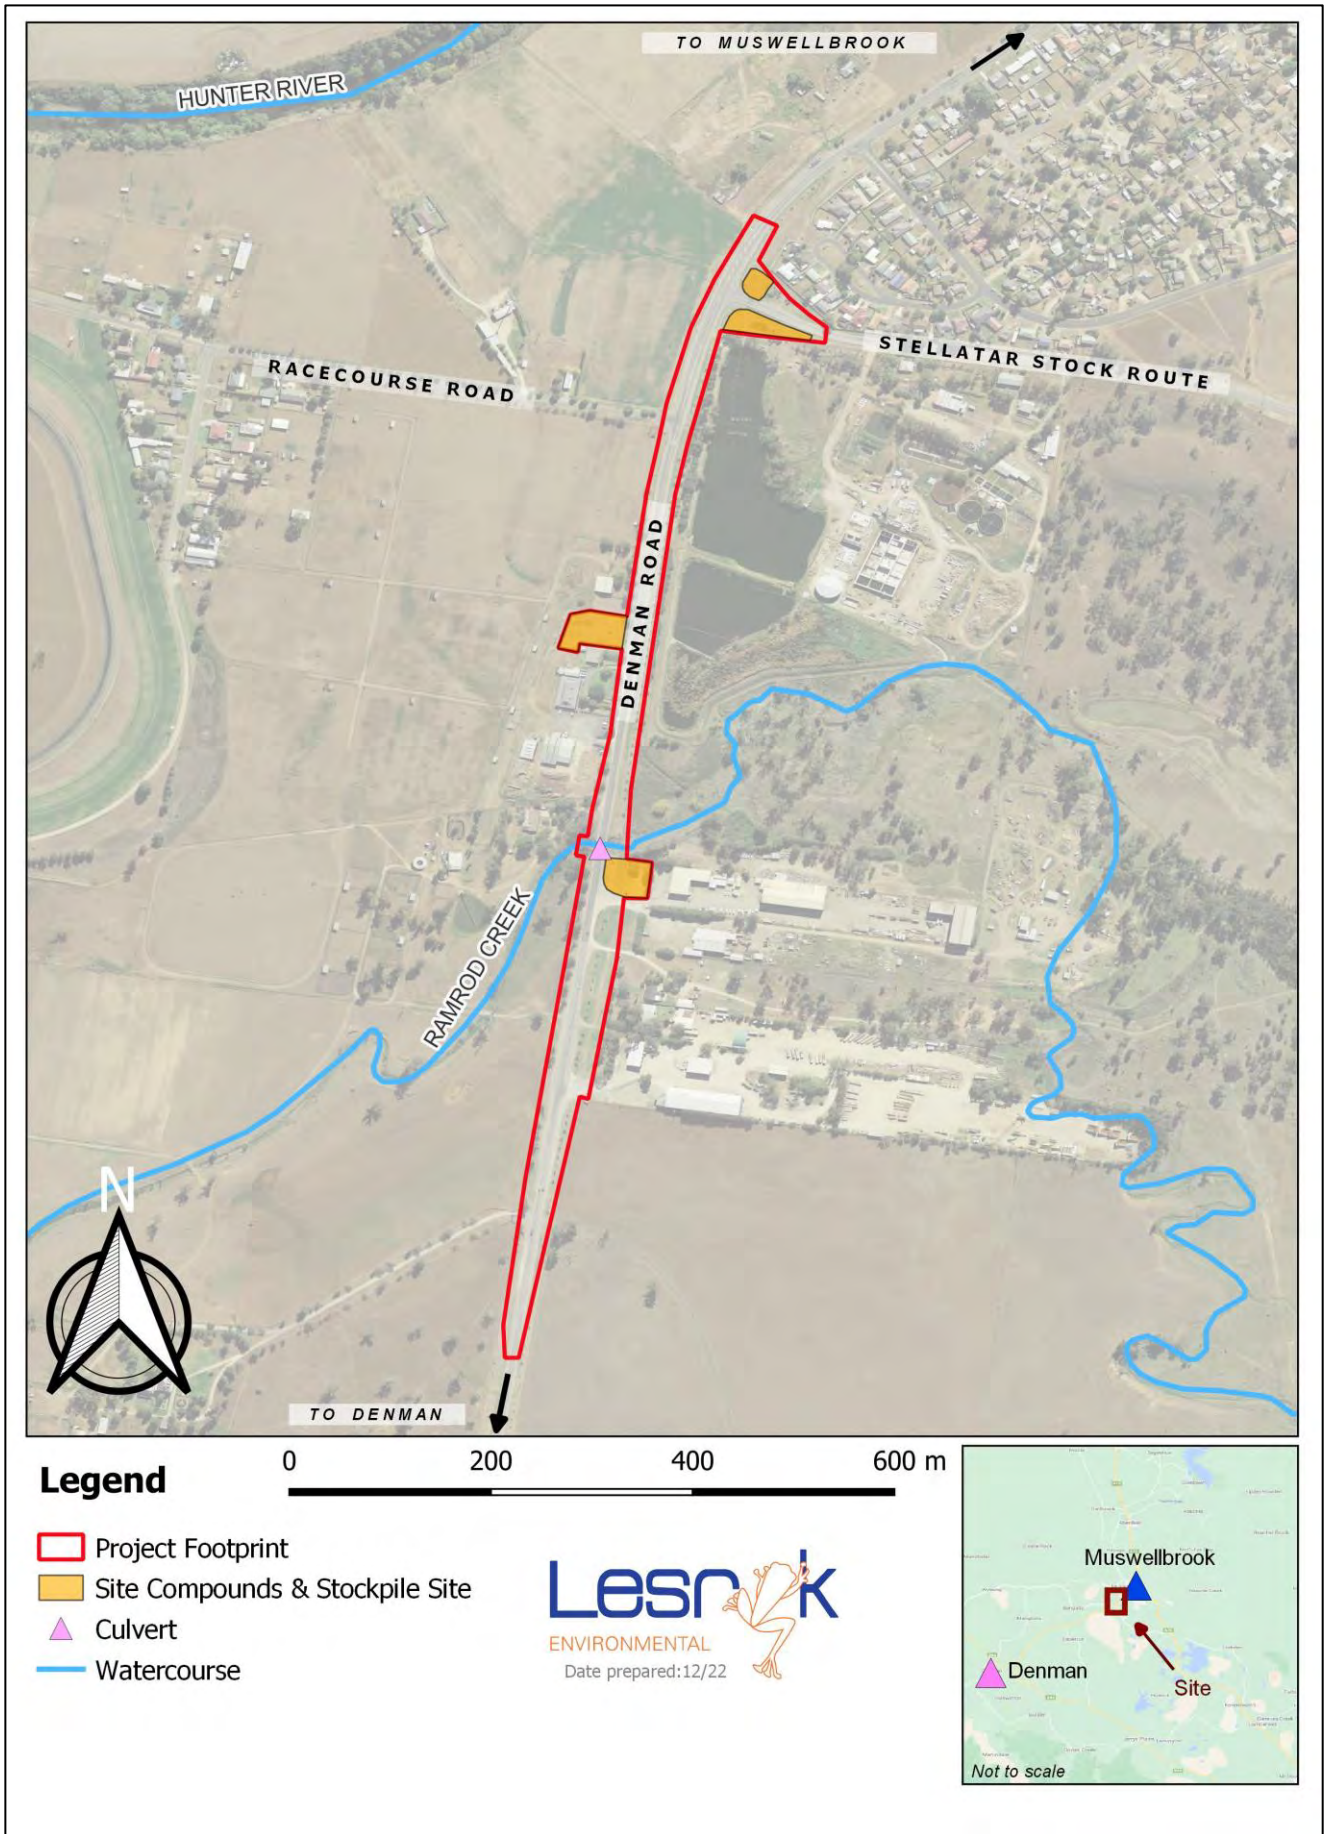 TO MUSWELLBROOK
HUNTER RIVER
RACECOURSE ROAD
STELLATAR STOCK ROUTE
DENMAN ROAD
RAMROD CREEK
N
TO DENMAN
Legend
0 200 400 600 m
Project Footprint
Site Compounds & Stockpile Site
Culvert
Watercourse
Lesryk
ENVIRONMENTAL
Date prepared:12/22
Muswellbrook
Denman
Site
Not to scale